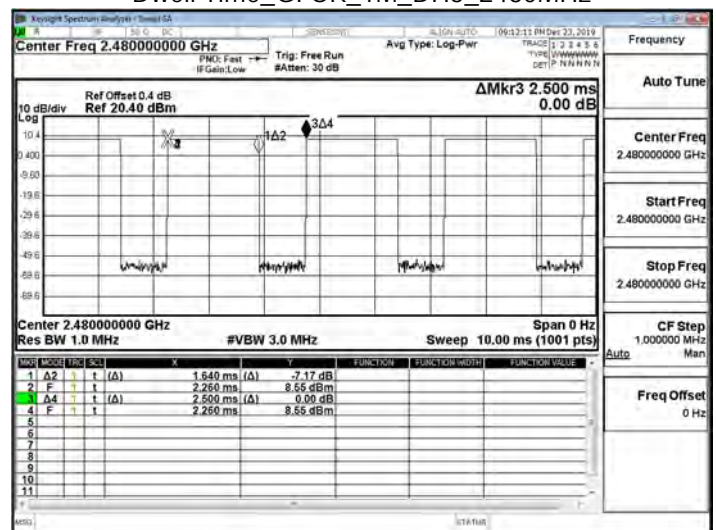 Keysight Spectrum Analyzer - Swept SA
RF 50 Ω DC SENSE:INT ALIGN AUTO 09:12:11 PM Dec 23, 2019
Center Freq 2.480000000 GHz
PNO: Fast
IFGain:Low
Trig: Free Run
#Atten: 30 dB
Avg Type: Log-Pwr
TRACE 1 2 3 4 5 6
TYPE WWWWWW
DET P N N N N N
Ref Offset 0.4 dB
10 dB/div Ref 20.40 dBm
Log
ΔMkr3 2.500 ms
0.00 dB
10.4
0.400
-9.60
-19.6
-29.6
-39.6
-49.6
-59.6
-69.6
1Δ2
3Δ4
Center 2.480000000 GHz Span 0 Hz
Res BW 1.0 MHz #VBW 3.0 MHz Sweep 10.00 ms (1001 pts)
MKR MODE TRC SCL X Y FUNCTION FUNCTION WIDTH FUNCTION VALUE
1 Δ2 1 t (Δ) 1.640 ms (Δ) -7.17 dB
2 F 1 t 2.260 ms 8.55 dBm
3 Δ4 1 t (Δ) 2.500 ms (Δ) 0.00 dB
4 F 1 t 2.260 ms 8.55 dBm
5
6
7
8
9
10
11
MSG STATUS
Frequency
Auto Tune
Center Freq
2.480000000 GHz
Start Freq
2.480000000 GHz
Stop Freq
2.480000000 GHz
CF Step
1.000000 MHz
Auto Man
Freq Offset
0 Hz